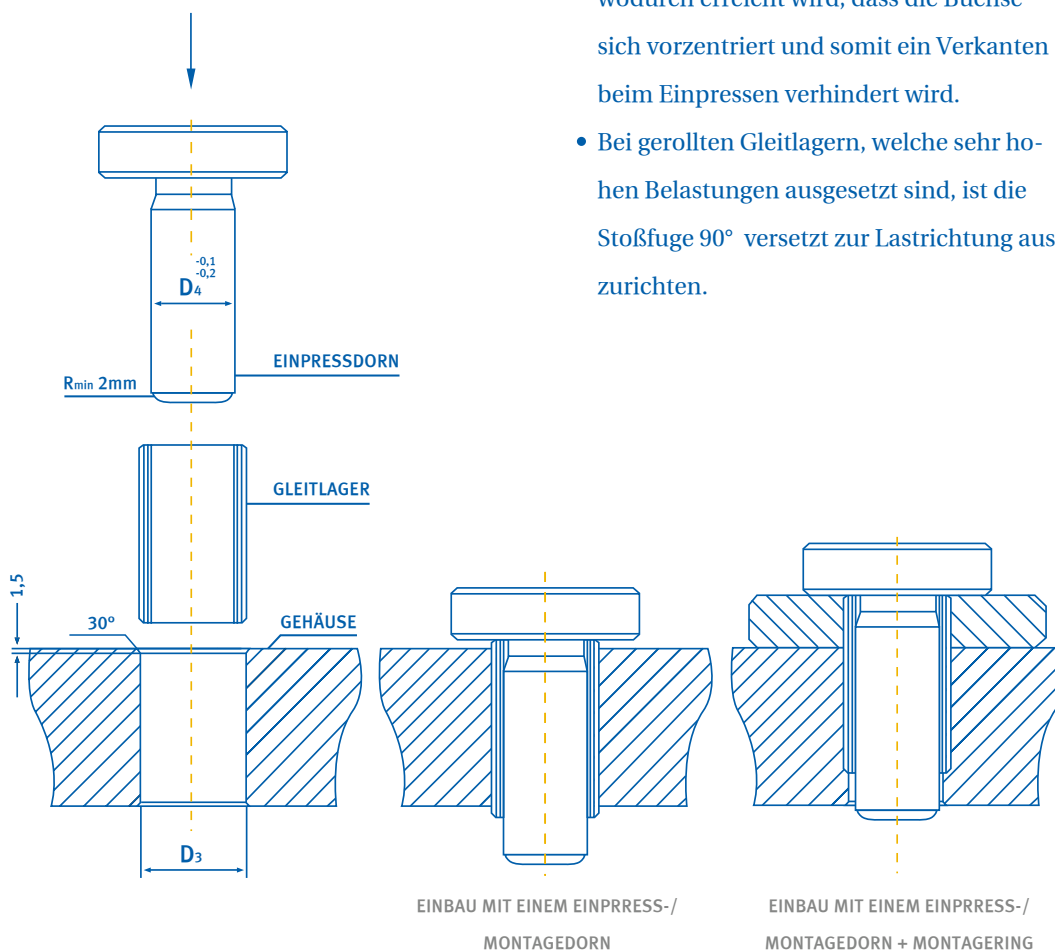 sich vorzentriert und somit ein Verkanten
beim Einpressen verhindert wird.
• Bei gerollten Gleitlagern, welche sehr ho-
hen Belastungen ausgesetzt sind, ist die
Stoßfuge 90° versetzt zur Lastrichtung aus
zurichten.
-0,1
-0,2
D4
EINPRESSDORN
Rmin 2mm
GLEITLAGER
1,5
30°
GEHÄUSE
D3
EINBAU MIT EINEM EINPRRESS-/
MONTAGEDORN
EINBAU MIT EINEM EINPRRESS-/
MONTAGEDORN + MONTAGERING